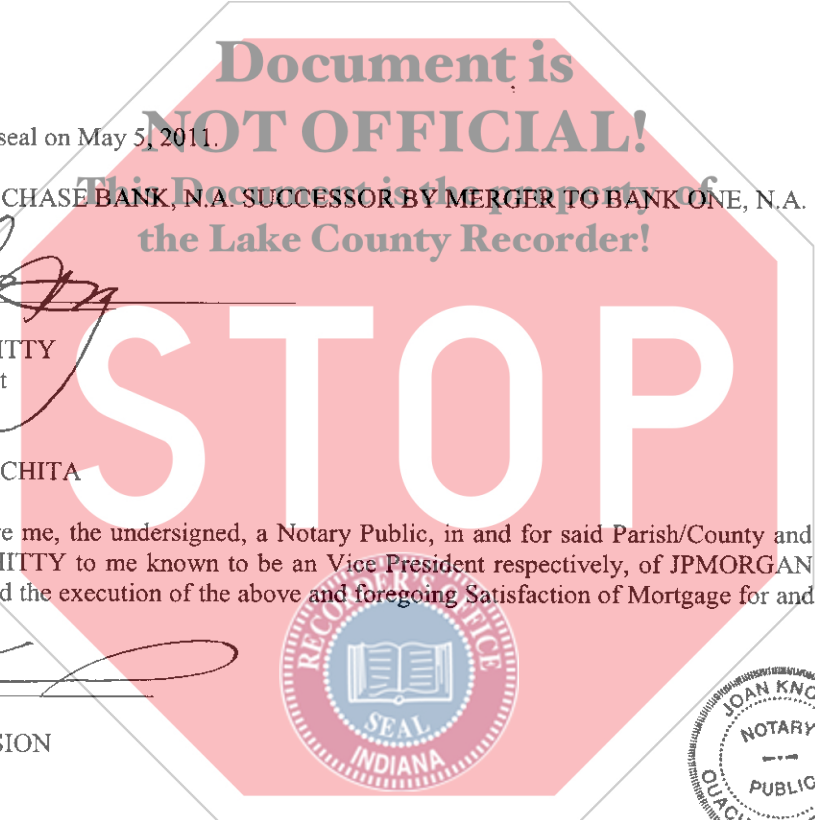 Document is
NOT OFFICIAL!
seal on May 5, 2011.
This Document is the property of
CHASE BANK, N.A. SUCCESSOR BY MERGER TO BANK ONE, N.A.
the Lake County Recorder!
STOP
ITTY
t
CHITA
re me, the undersigned, a Notary Public, in and for said Parish/County and
HITTY to me known to be an Vice President respectively, of JPMORGAN
d the execution of the above and foregoing Satisfaction of Mortgage for and
RECORDER'S OFFICE
SEAL
INDIANA
SION
JOAN KNO
NOTARY
PUBLIC
OUACHI